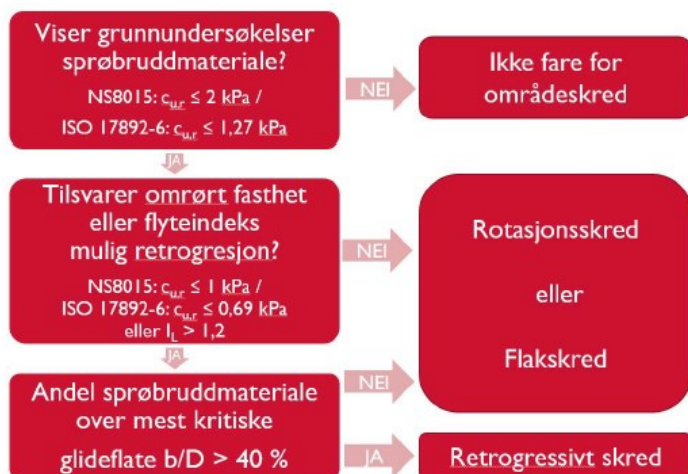 Viser grunnundersøkelser
sprøbruddmateriale?
NS8015: cu,r ≤ 2 kPa /
ISO 17892-6: cu,r ≤ 1,27 kPa
NEI
Ikke fare for
områdeskred
JA
Tilsvarer omrørt fasthet
eller flyteindeks
mulig retrogresjon?
NS8015: cu,r ≤ 1 kPa /
ISO 17892-6: cu,r ≤ 0,69 kPa
eller IL > 1,2
NEI
Rotasjonsskred
eller
Flakskred
JA
Andel sprøbruddmateriale
over mest kritiske
glideflate b/D > 40 %
NEI
JA
Retrogressivt skred